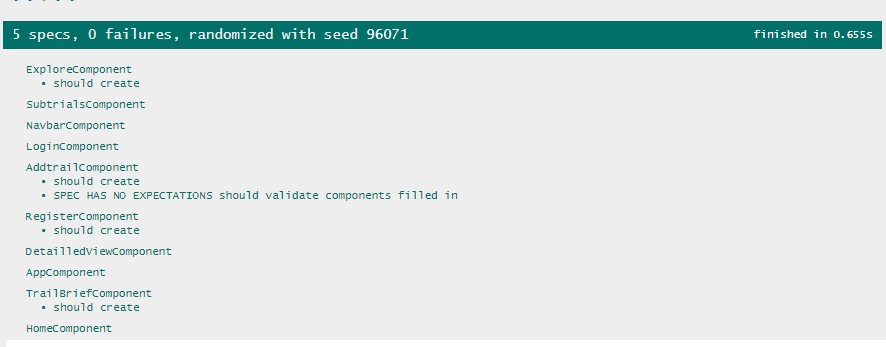 5 specs, 0 failures, randomized with seed 96071 finished in 0.655s
ExploreComponent
• should create
SubtrialsComponent
NavbarComponent
LoginComponent
AddtrailComponent
• should create
• SPEC HAS NO EXPECTATIONS should validate components filled in
RegisterComponent
• should create
DetailledViewComponent
AppComponent
TrailBriefComponent
• should create
HomeComponent